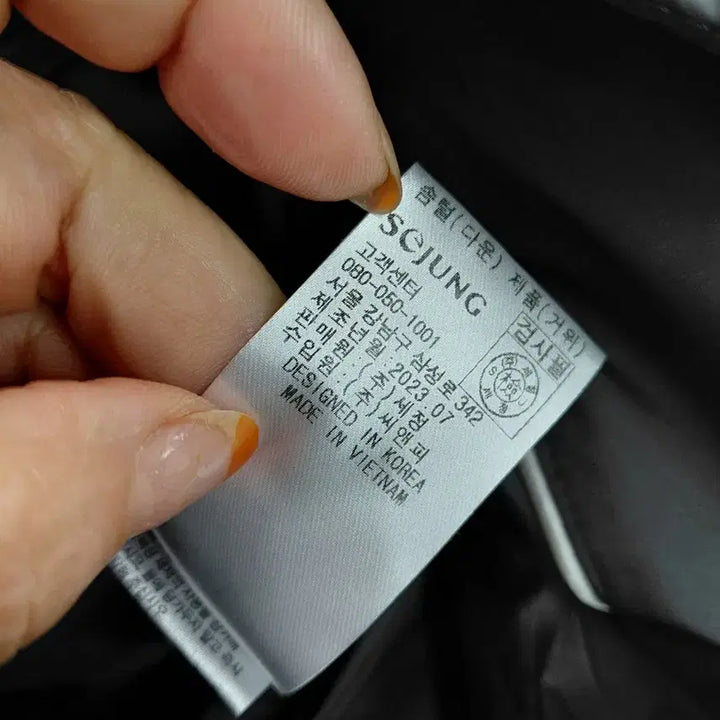 솜털(다운) 제품(거위)
SOJUNG
검사필
고객센터
080-050-1001
서울 강남구 삼성로 342
제조년월 2023 07
판매원 : (주)세정
수입원 : (주)씨앤피
DESIGNED IN KOREA
MADE IN VIETNAM